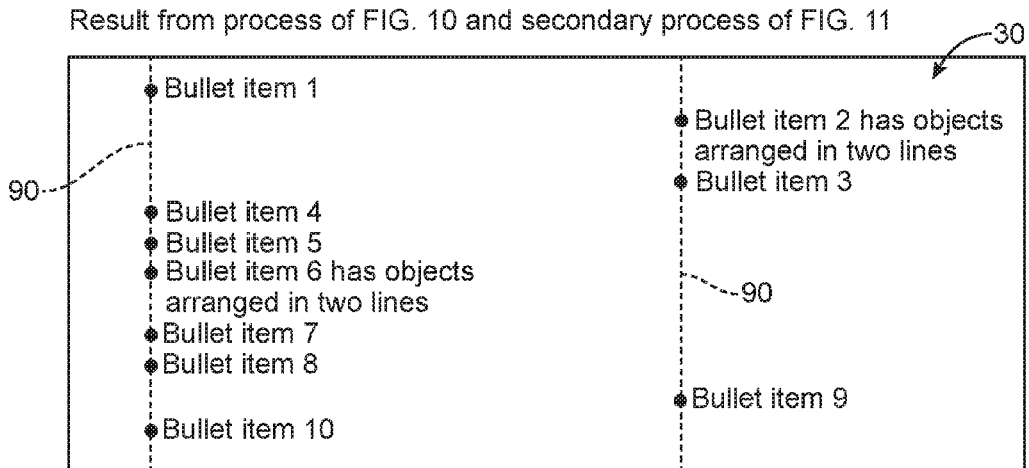 Result from process of FIG. 10 and secondary process of FIG. 11
30
Bullet item 1
Bullet item 2 has objects
arranged in two lines
90
Bullet item 3
Bullet item 4
Bullet item 5
Bullet item 6 has objects
arranged in two lines
90
Bullet item 7
Bullet item 8
Bullet item 9
Bullet item 10